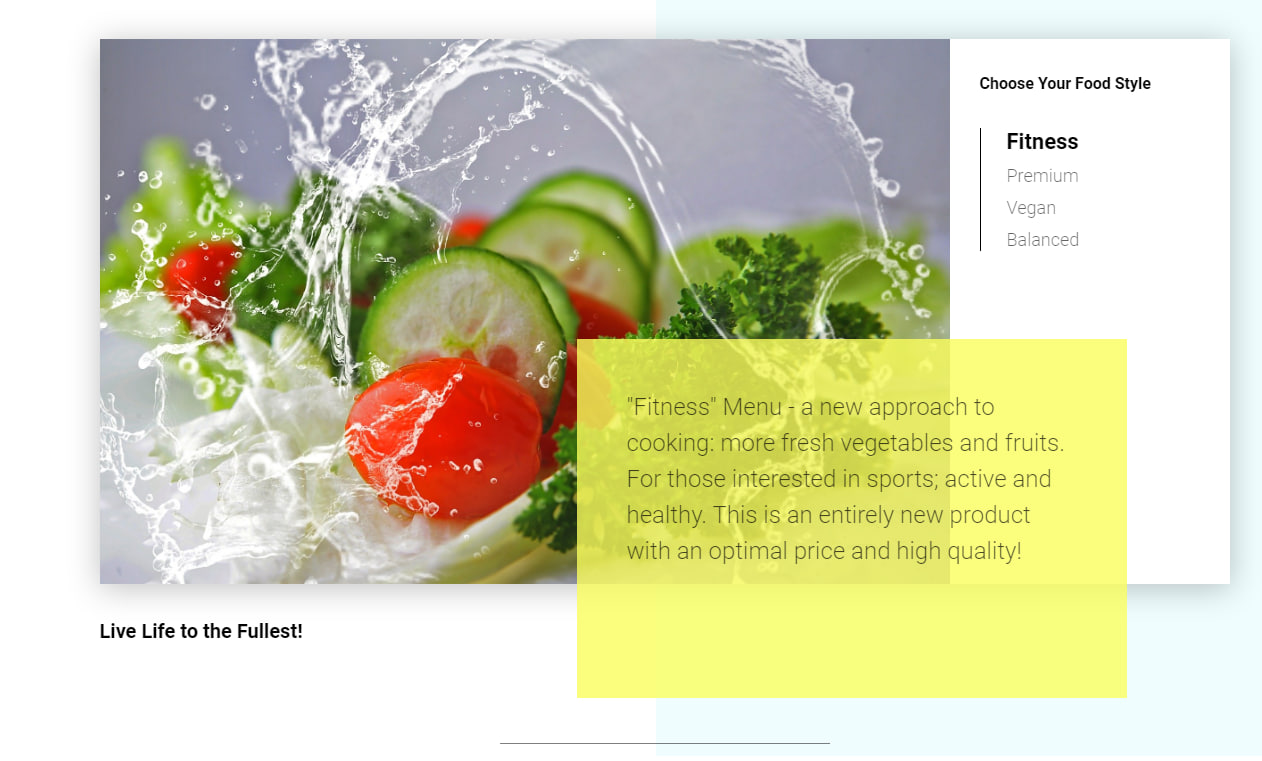 Choose Your Food Style
Fitness
Premium
Vegan
Balanced
"Fitness" Menu - a new approach to
cooking: more fresh vegetables and fruits.
For those interested in sports; active and
healthy. This is an entirely new product
with an optimal price and high quality!
Live Life to the Fullest!